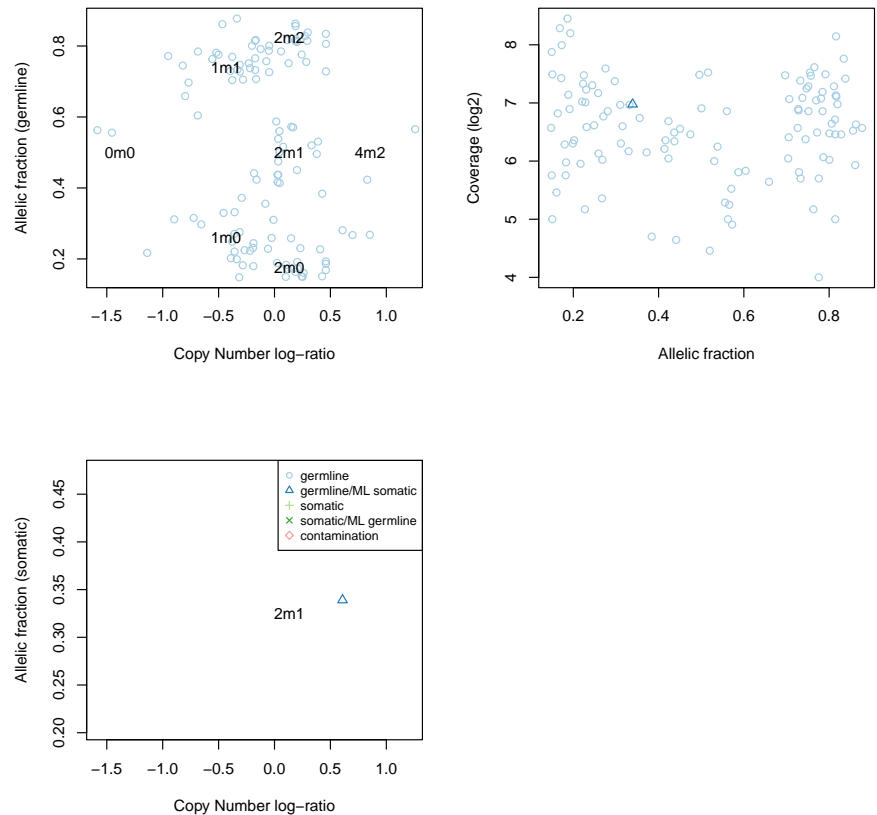 Allelic fraction (germline)
0.2 0.4 0.6 0.8
2m2
1m1
0m0
2m1
4m2
1m0
2m0
−1.5 −1.0 −0.5 0.0 0.5 1.0
Copy Number log−ratio
Coverage (log2)
4 5 6 7 8
0.2 0.4 0.6 0.8
Allelic fraction
Allelic fraction (somatic)
0.20 0.25 0.30 0.35 0.40 0.45
germline
germline/ML somatic
somatic
somatic/ML germline
contamination
2m1
−1.5 −1.0 −0.5 0.0 0.5 1.0
Copy Number log−ratio